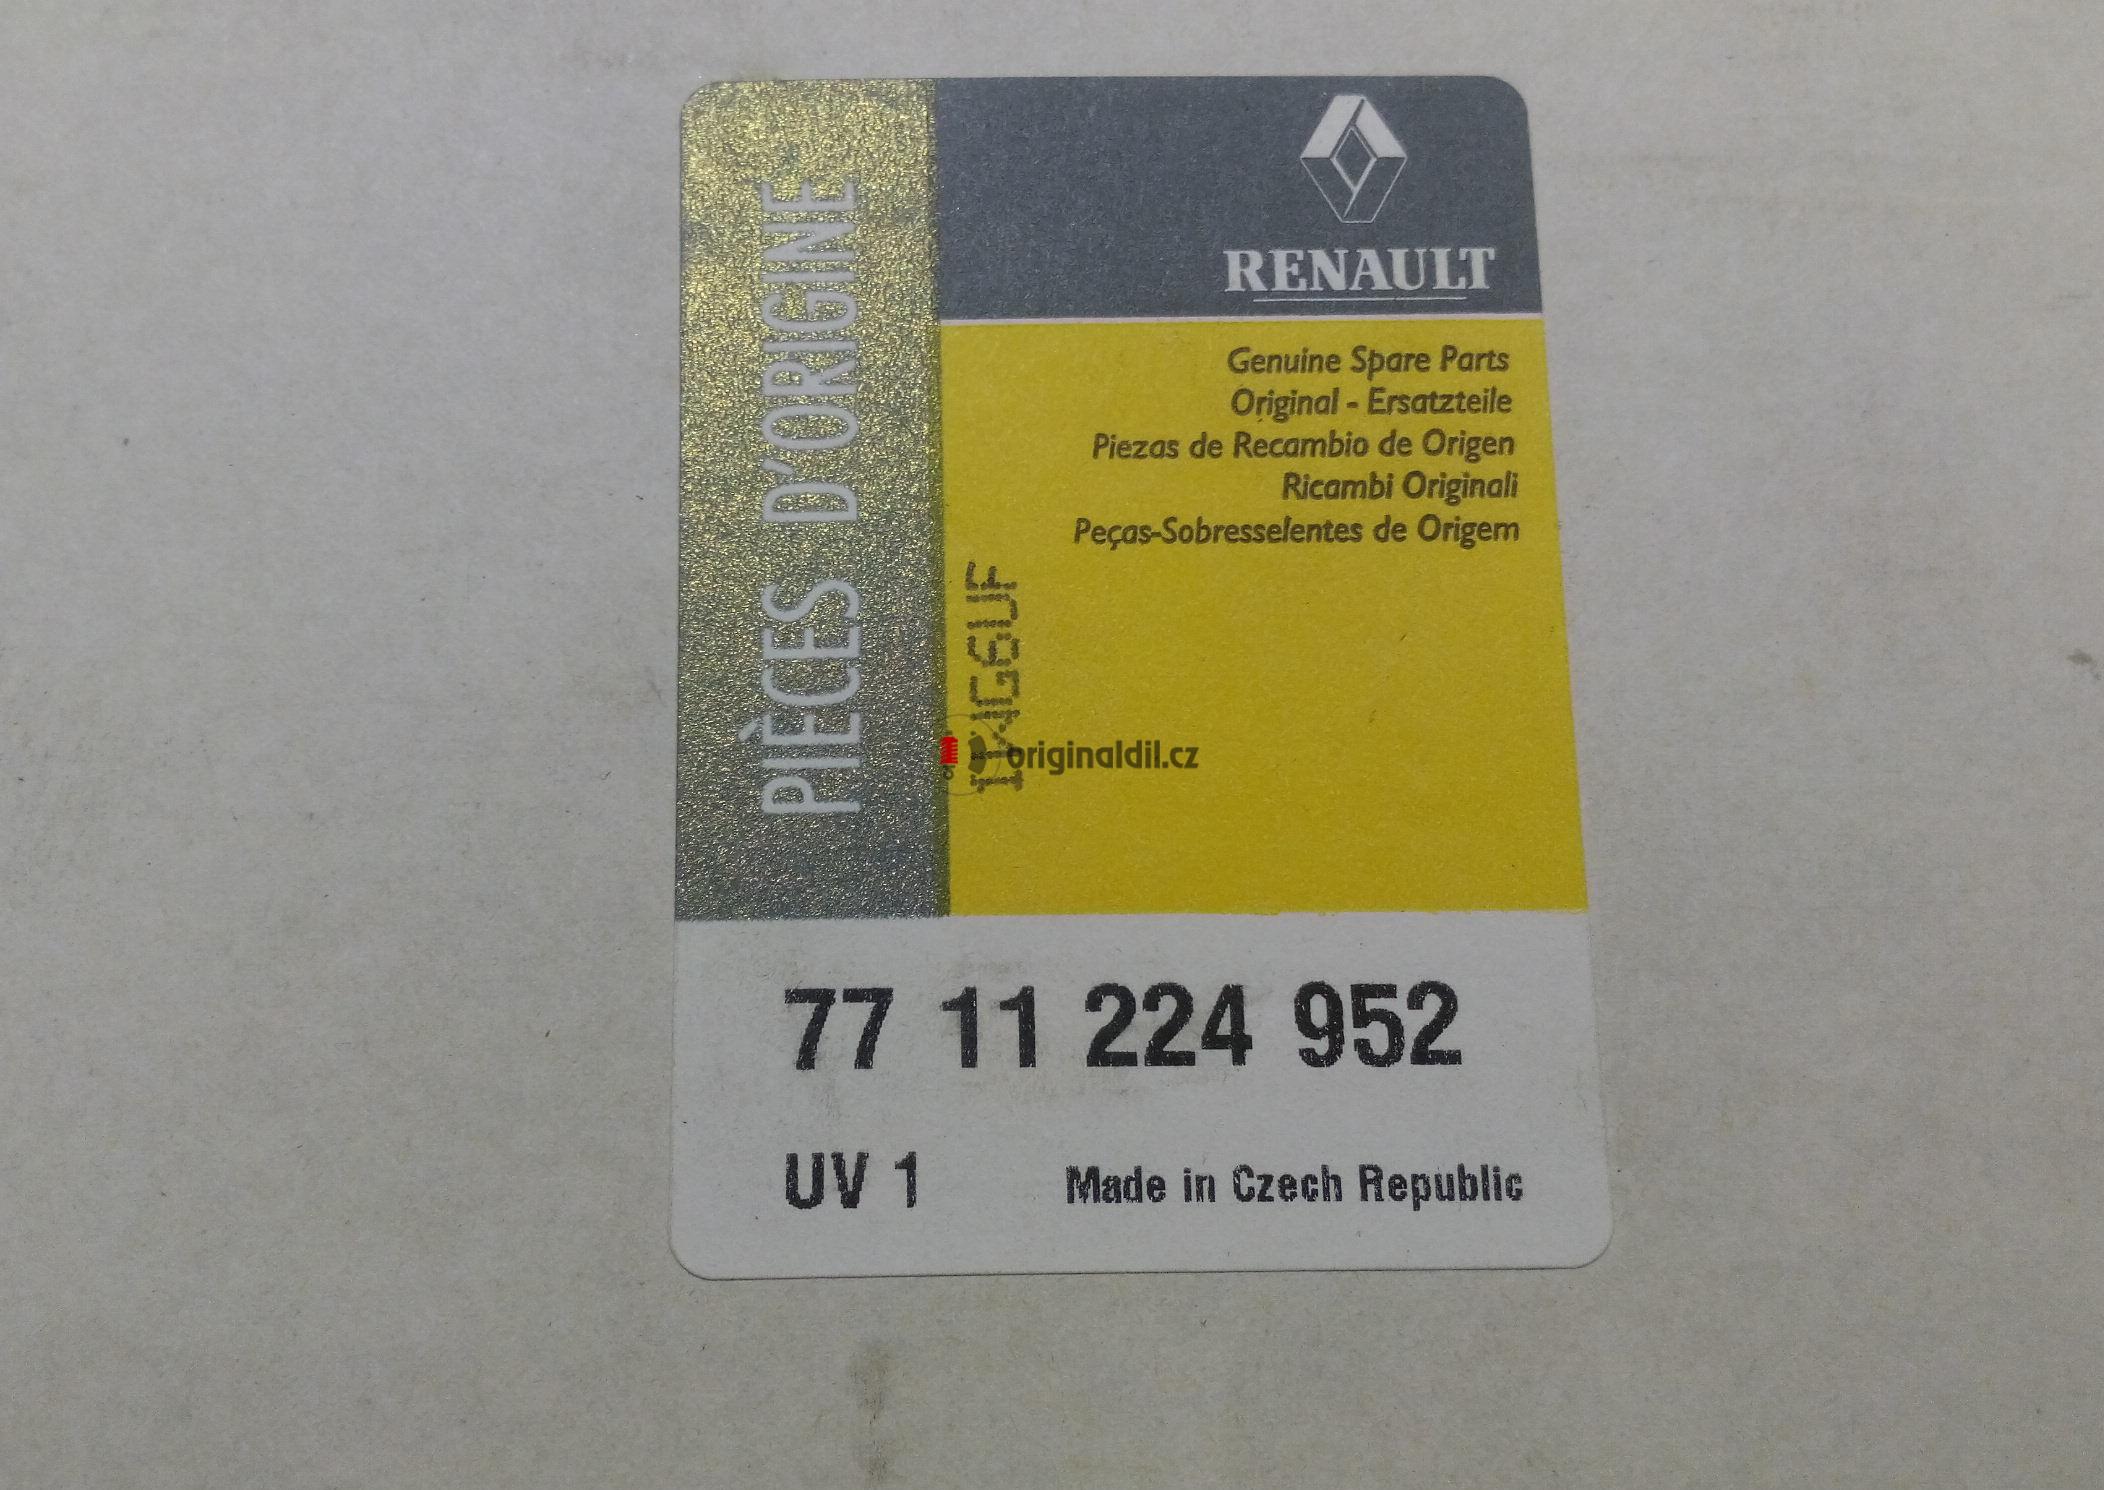 PIÈCES D'ORIGINE
RENAULT
Genuine Spare Parts
Original - Ersatzteile
Piezas de Recambio de Origen
Ricambi Originali
Peças-Sobresselentes de Origem
originaldil.cz
77 11 224 952
UV 1
Made in Czech Republic